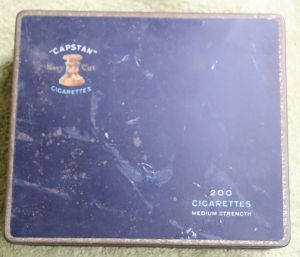 "CAPSTAN"
Navy Cut
CIGARETTES
200
CIGARETTES
MEDIUM STRENGTH